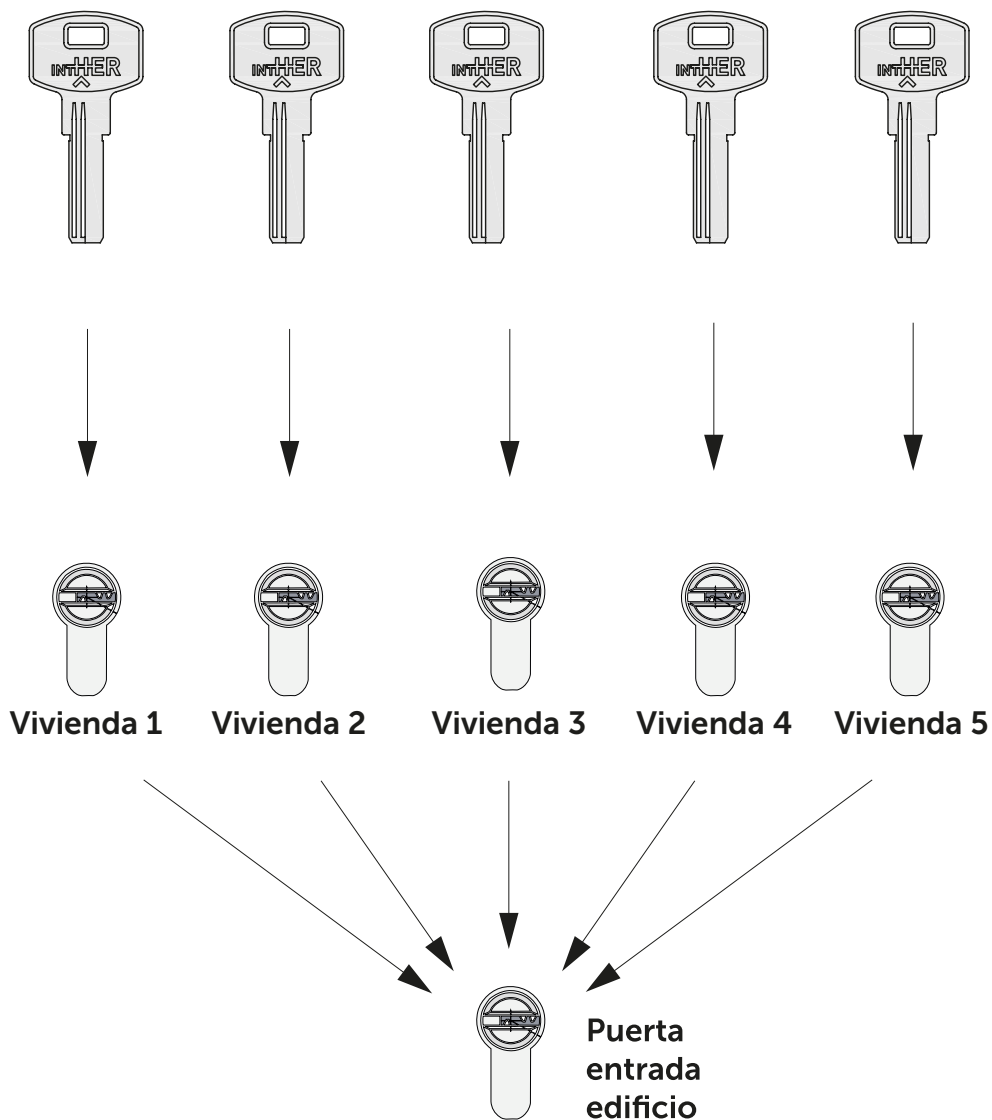 INTHER
INTHER
INTHER
INTHER
INTHER
Vivienda 1
Vivienda 2
Vivienda 3
Vivienda 4
Vivienda 5
Puerta
entrada
edificio